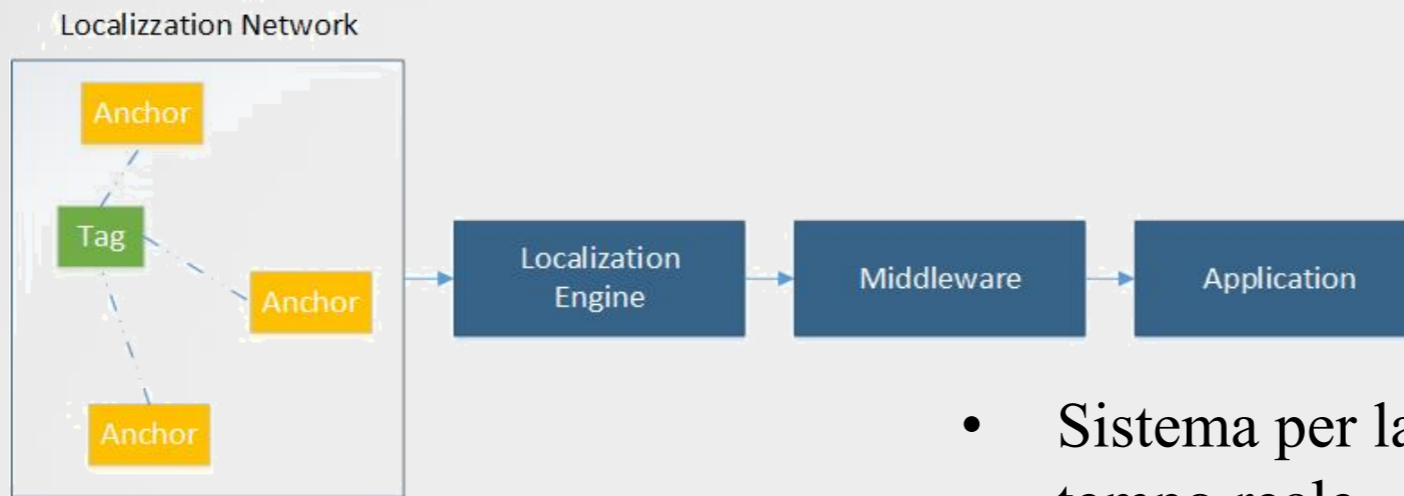 Localizzation Network
Anchor
Tag
Anchor
Anchor
Localization
Engine
Middleware
Application
• Sistema per la